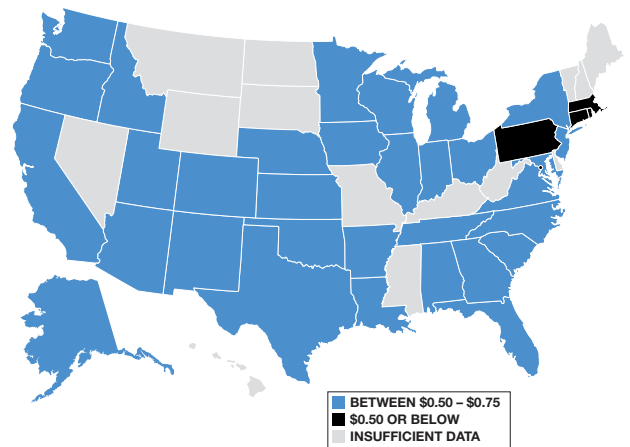 BETWEEN $0.50 – $0.75
$0.50 OR BELOW
INSUFFICIENT DATA